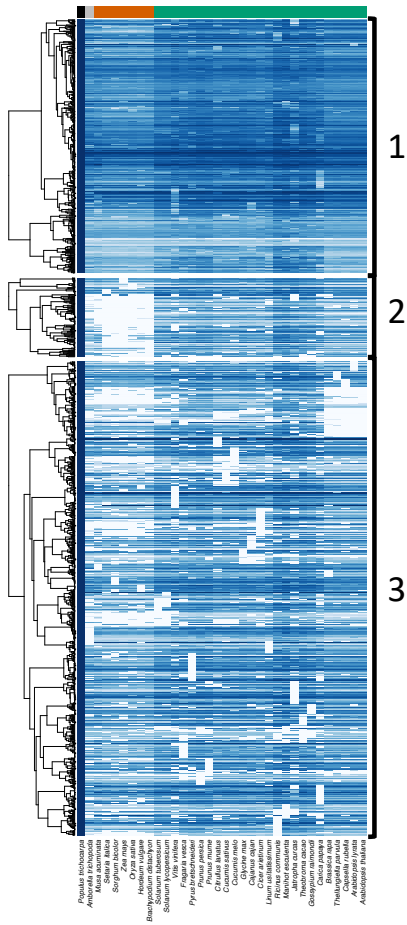 1
2
3
Populus trichocarpa
Amborella trichopoda
Musa acuminata
Setaria italica
Sorghum bicolor
Zea mays
Oryza sativa
Hordeum vulgare
Brachypodium distachyon
Solanum tuberosum
Solanum lycopersicum
Vitis vinifera
Fragaria vesca
Pyrus bretschneideri
Prunus persica
Prunus mume
Citrullus lanatus
Cucumis sativus
Cucumis melo
Glycine max
Cajanus cajan
Cicer arietinum
Linum usitatissimum
Ricinus communis
Manihot esculenta
Jatropha curcas
Theobroma cacao
Gossypium raimondii
Carica papaya
Brassica rapa
Thellungiella parvula
Capsella rubella
Arabidopsis lyrata
Arabidopsis thaliana